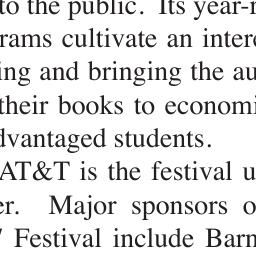 to the public. Its year-r
rams cultivate an inter
ing and bringing the au
their books to economi
dvantaged students.
AT&T is the festival u
er. Major sponsors o
Festival include Barn